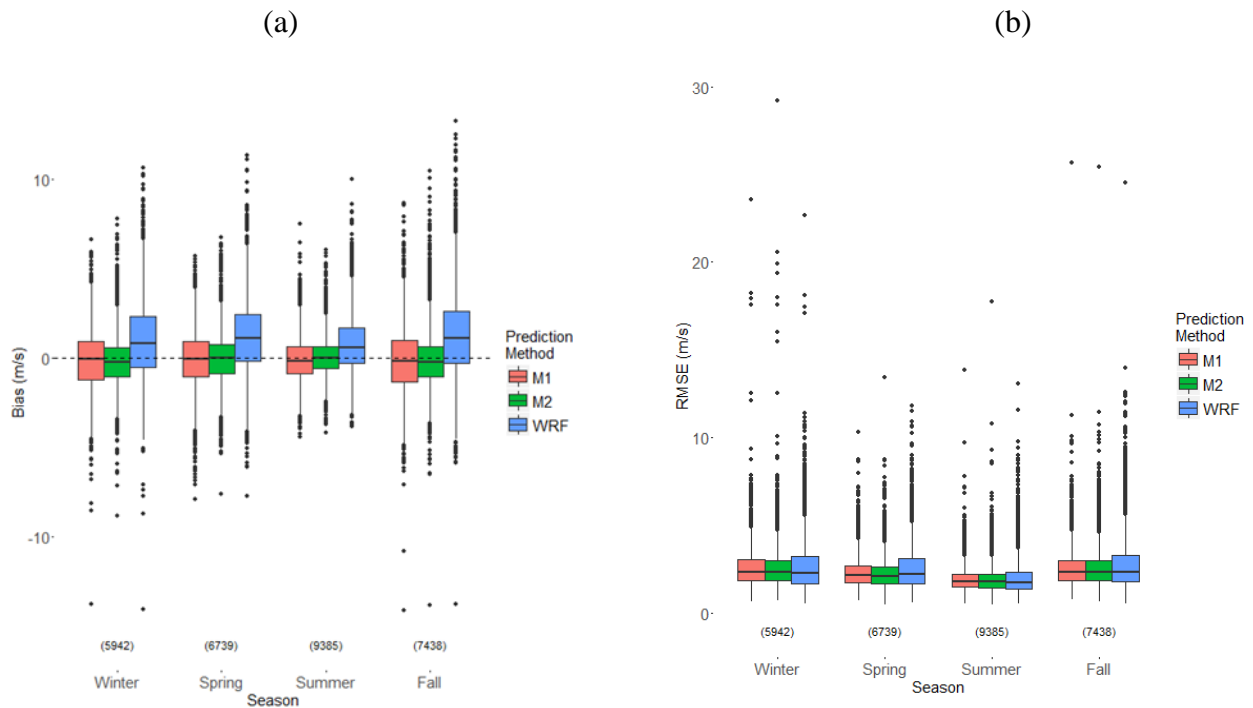 (a)
10
0
-10
Bias (m/s)
(5942) (6739) (9385) (7438)
Winter Spring Summer Fall
Season
Prediction
Method
M1
M2
WRF
(b)
30
20
10
0
RMSE (m/s)
(5942) (6739) (9385) (7438)
Winter Spring Summer Fall
Season
Prediction
Method
M1
M2
WRF